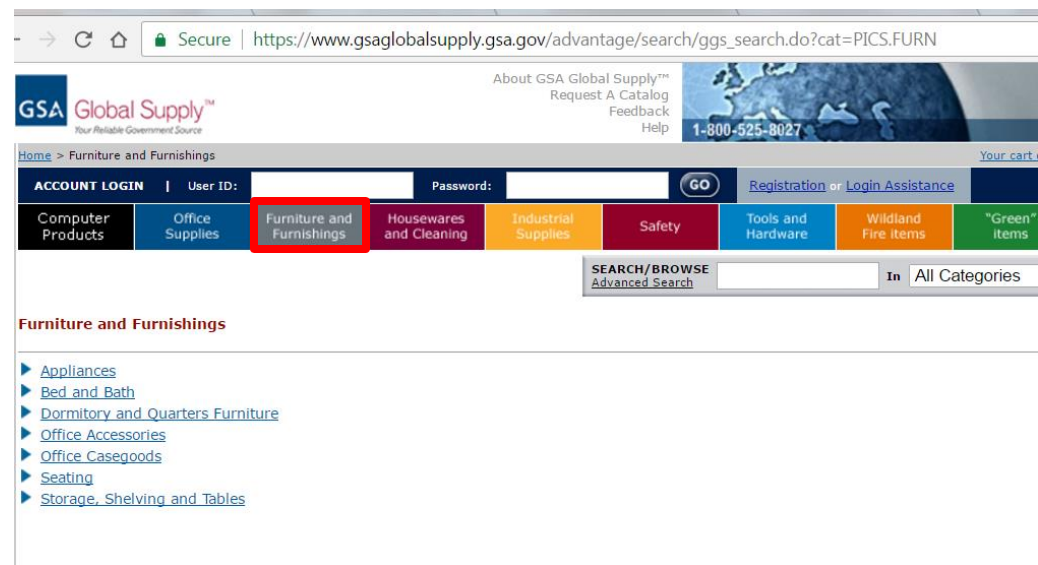 Secure | https://www.gsaglobalsupply.gsa.gov/advantage/search/ggs_search.do?cat=PICS.FURN
GSA Global Supply™
Your Reliable Government Source
About GSA Global Supply™
Request A Catalog
Feedback
Help
1-800-525-8027
Home > Furniture and Furnishings
Your cart
ACCOUNT LOGIN | User ID:
Password:
GO
Registration or Login Assistance
Computer Products
Office Supplies
Furniture and Furnishings
Housewares and Cleaning
Industrial Supplies
Safety
Tools and Hardware
Wildland Fire items
"Green" items
SEARCH/BROWSE
Advanced Search
In All Categories
Furniture and Furnishings
Appliances
Bed and Bath
Dormitory and Quarters Furniture
Office Accessories
Office Casegoods
Seating
Storage, Shelving and Tables